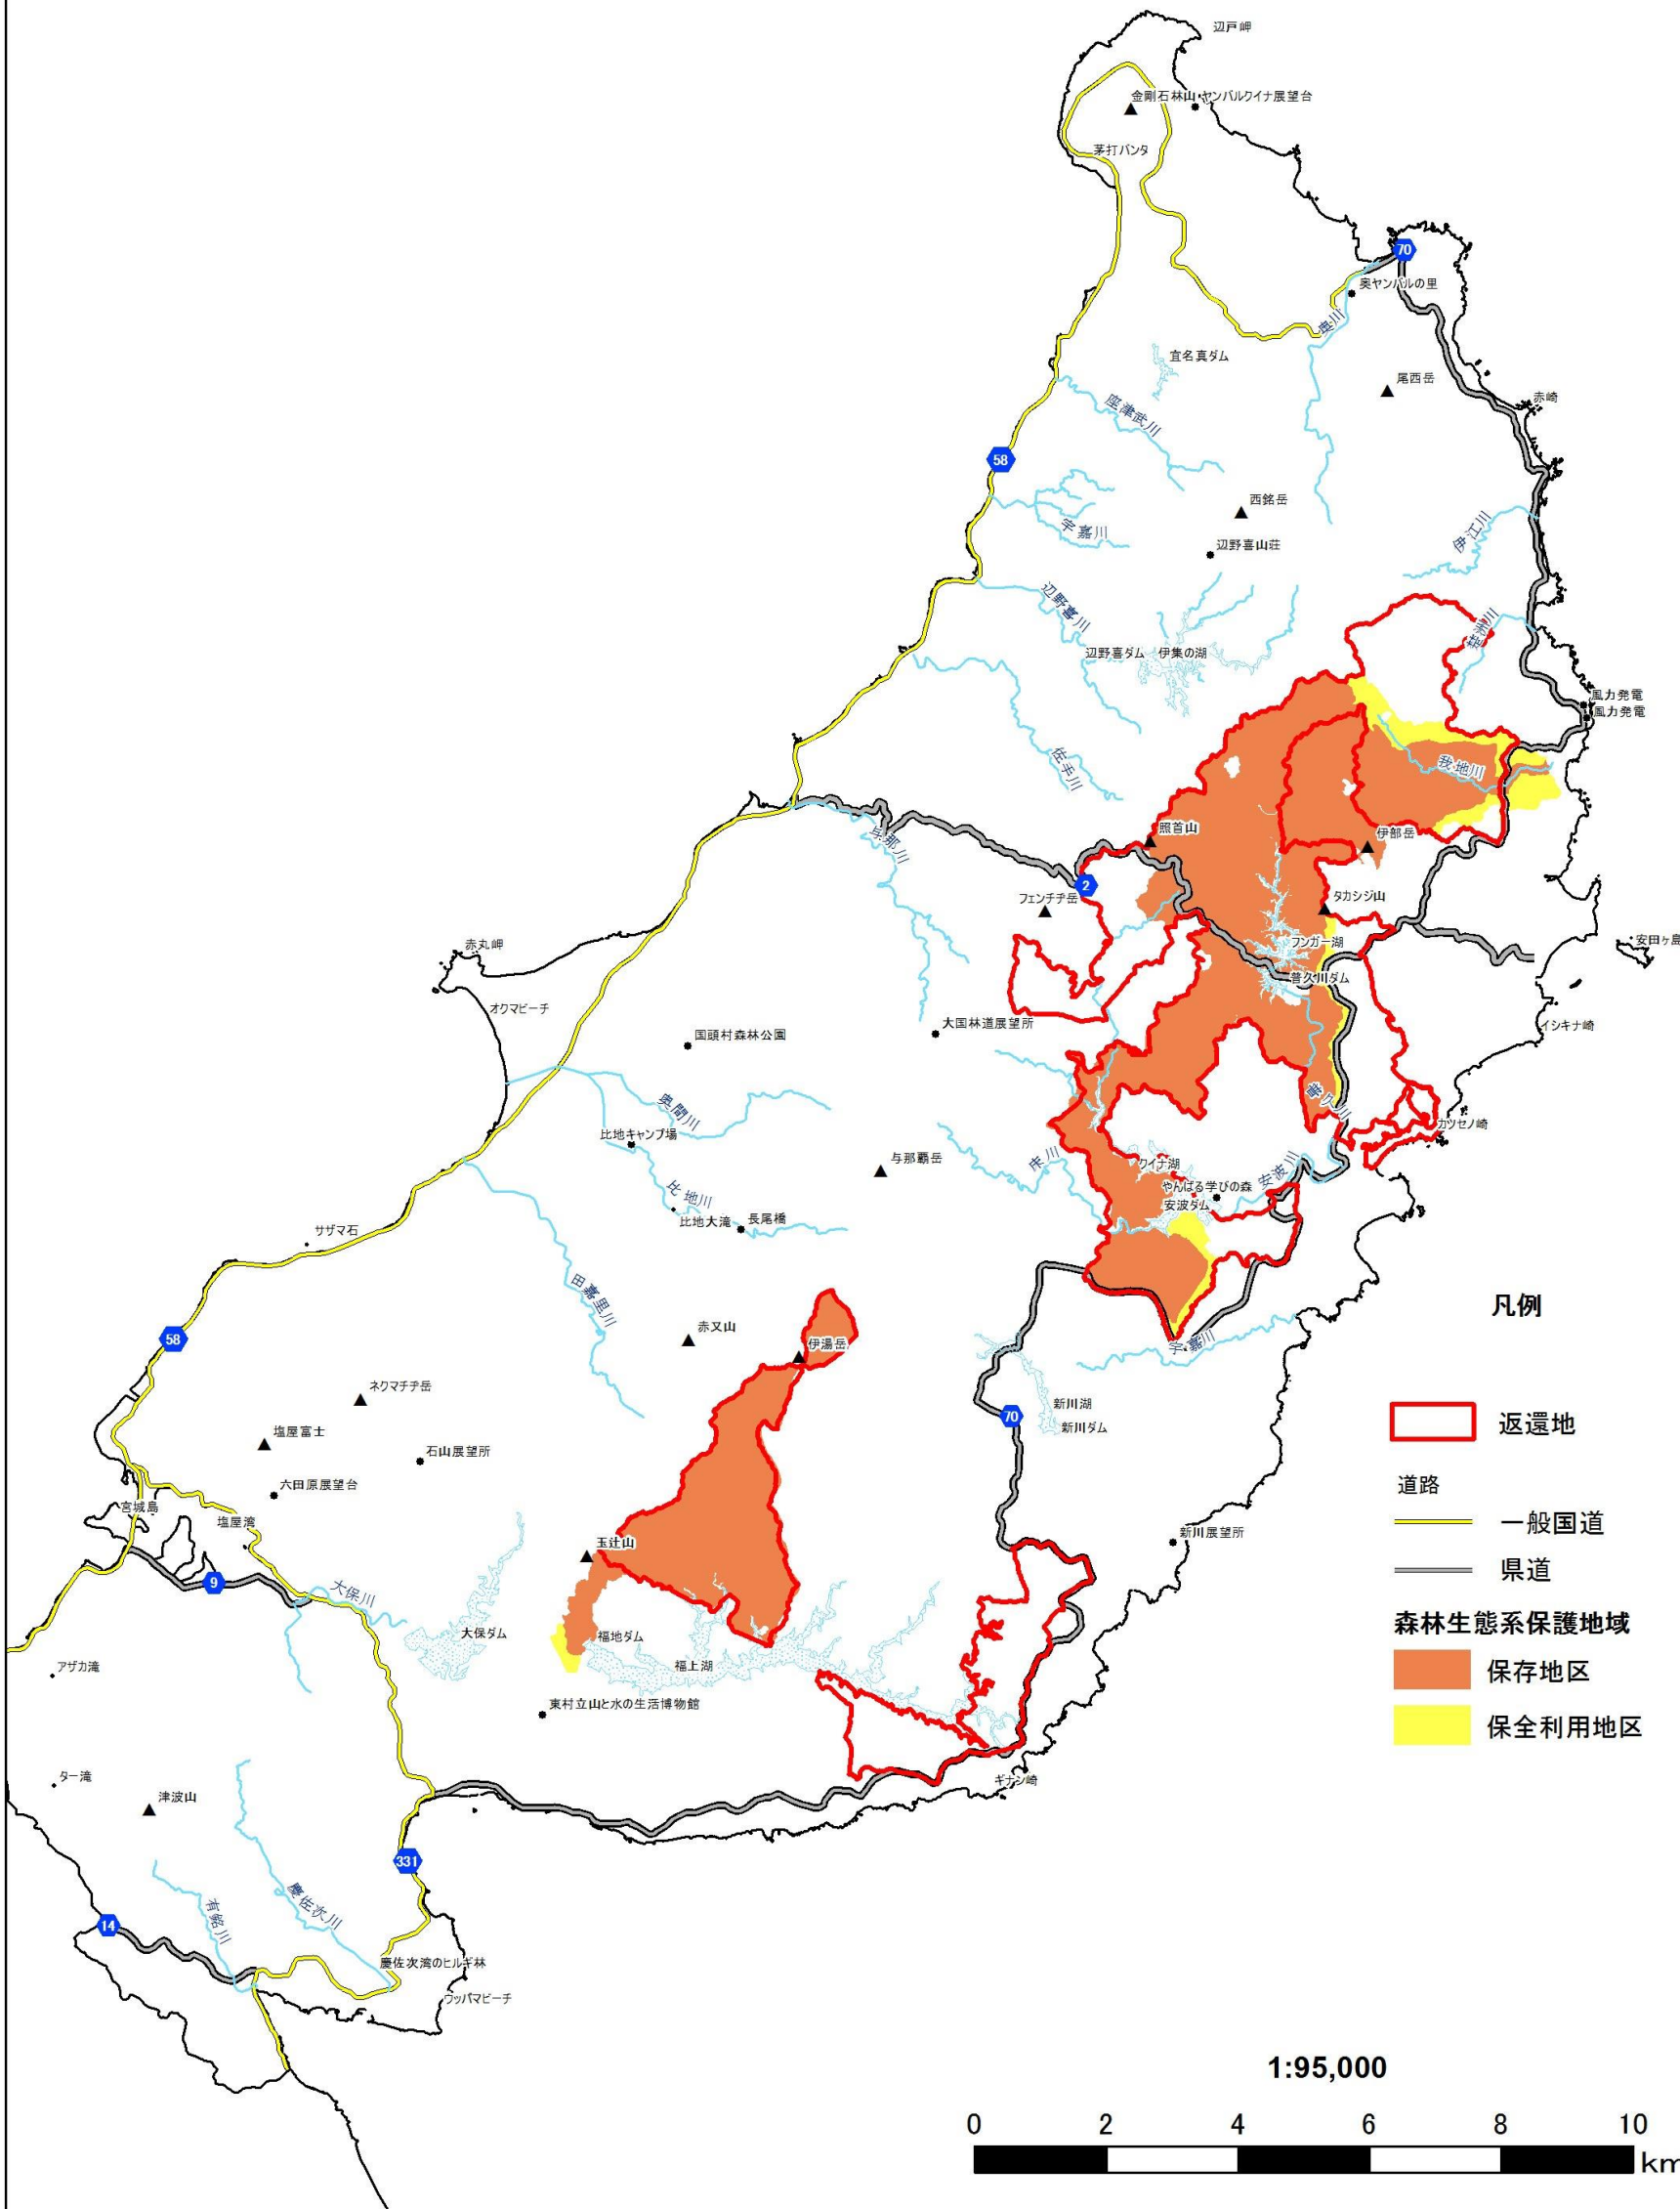 辺戸岬
金剛石林山
ヤンバルクイナ展望台
茅打バンタ
70
奥ヤンバルの里
奥川
宜名真ダム
尾西岳
赤崎
座津武川
58
西銘岳
宇嘉川
伊江川
辺野喜山荘
辺野喜川
楚洲川
辺野喜ダム
伊集の湖
風力発電
風力発電
佐手川
我地川
与那川
照首山
伊部岳
2
フェンチヂ岳
タカシジ山
赤丸岬
フンガー湖
安田ヶ島
普久川ダム
オクマビーチ
大国林道展望所
イシキナ崎
国頭村森林公園
奥間川
普久川
カツセノ崎
比地キャンプ場
与那覇岳
床川
クイナ湖
安波川
やんばる学びの森
安波ダム
比地川
比地大滝
長尾橋
サザマ石
田嘉里川
凡例
58
赤又山
伊湯岳
宇嘉川
ネクマチヂ岳
新川湖
70
新川ダム
返還地
塩屋富士
石山展望所
道路
六田原展望台
宮城島
塩屋湾
一般国道
新川展望所
玉辻山
県道
9
大保川
森林生態系保護地域
大保ダム
福地ダム
福上湖
保存地区
アザカ滝
東村立山と水の生活博物館
保全利用地区
ター滝
ギナン崎
津波山
331
慶佐次川
有銘川
14
慶佐次湾のヒルギ林
ウッパマビーチ
1:95,000
0 2 4 6 8 10
km